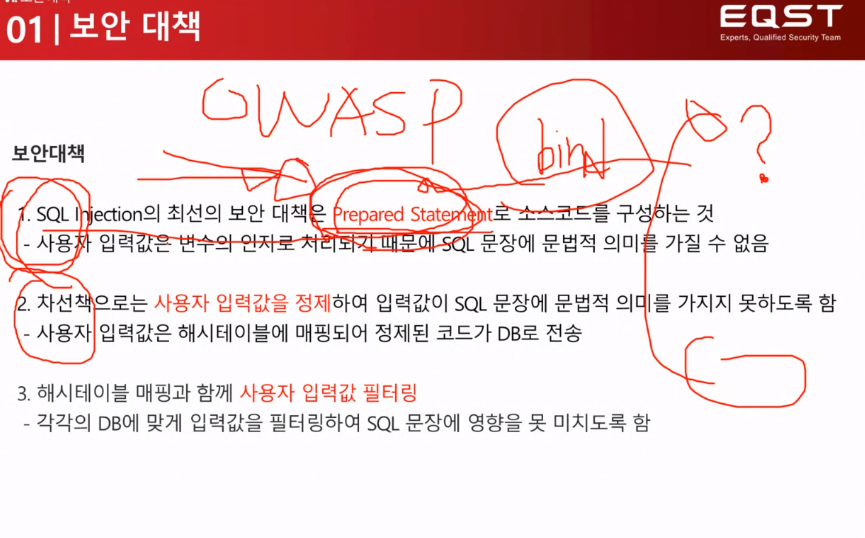 01 | 보안 대책
EQST
Experts, Qualified Security Team
OWASP
bind
?
보안대책
1. SQL Injection의 최선의 보안 대책은 Prepared Statement로 소스코드를 구성하는 것
- 사용자 입력값은 변수의 인자로 처리되기 때문에 SQL 문장에 문법적 의미를 가질 수 없음
2. 차선책으로는 사용자 입력값을 정제하여 입력값이 SQL 문장에 문법적 의미를 가지지 못하도록 함
- 사용자 입력값은 해시테이블에 매핑되어 정제된 코드가 DB로 전송
3. 해시테이블 매핑과 함께 사용자 입력값 필터링
- 각각의 DB에 맞게 입력값을 필터링하여 SQL 문장에 영향을 못 미치도록 함